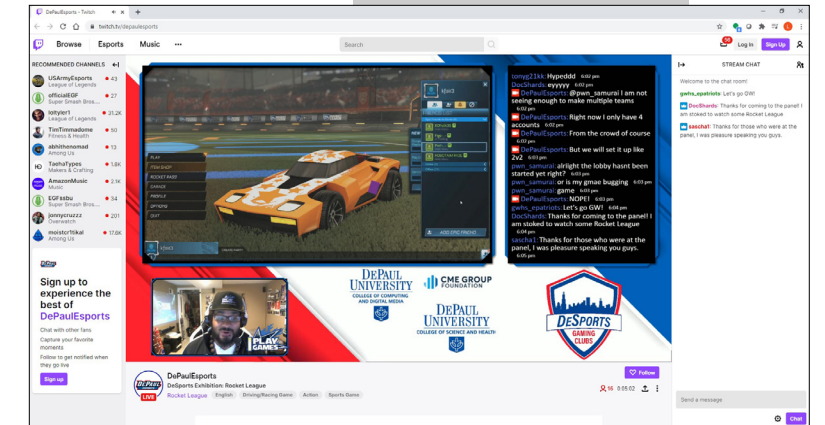 DePaulEsports - Twitch
twitch.tv/depaulesports
Browse Esports Music
Search
56
Log In
Sign Up
RECOMMENDED CHANNELS
USArmyEsports 43
League of Legends
officialEGF 27
Super Smash Bros....
loltyler1 31.2K
League of Legends
TimTimmadome 50
Fitness & Health
abhithenomad 13
Among Us
TaehaTypes 1.8K
Makers & Crafting
AmazonMusic 2.1K
Music
EGFssbu 34
Super Smash Bros....
jonnycruzzz 201
Overwatch
moistcr1tikal 17.6K
Among Us
Sign up to
experience the
best of
DePaulEsports
Chat with other fans
Capture your favorite
moments
Follow to get notified when
they go live
Sign up
PLAY
ITEM SHOP
ROCKET PASS
GARAGE
PROFILE
OPTIONS
QUIT
ADD EPIC FRIEND
tonyg21kk: Hypeddd 6:02 pm
DocShards: eyyyyy 6:02 pm
DePaulEsports: @pwn_samurai I am not
seeing enough to make multiple teams
6:02 pm
DePaulEsports: Right now I only have 4
accounts 6:02 pm
DePaulEsports: From the crowd of course
6:03 pm
DePaulEsports: But we will set it up like
2v2 6:03 pm
pwn_samurai: alright the lobby hasnt been
started yet right? 6:03 pm
pwn_samurai: or is my gmae bugging 6:03 pm
pwn_samurai: game 6:03 pm
DePaulEsports: NOPE! 6:03 pm
gwhs_epatriots: Let's go GW! 6:04 pm
DocShards: Thanks for coming to the panel! I
am stoked to watch some Rocket League
6:04 pm
sascha1: Thanks for those who were at the
panel, I was pleasure speaking you guys.
6:05 pm
PLAY
GAMES
DEPAUL
UNIVERSITY
COLLEGE OF COMPUTING
AND DIGITAL MEDIA
CME GROUP
FOUNDATION
DEPAUL
UNIVERSITY
COLLEGE OF SCIENCE AND HEALTH
DESPORTS
GAMING
CLUBS
DEPAUL
LIVE
DePaulEsports
DeSports Exhibition: Rocket League
Rocket League English Driving/Racing Game Action Sports Game
Follow
16 0:05:02
STREAM CHAT
Welcome to the chat room!
gwhs_epatriots: Let's go GW!
DocShards: Thanks for coming to the panel! I
am stoked to watch some Rocket League
sascha1: Thanks for those who were at the
panel, I was pleasure speaking you guys.
Send a message
Chat